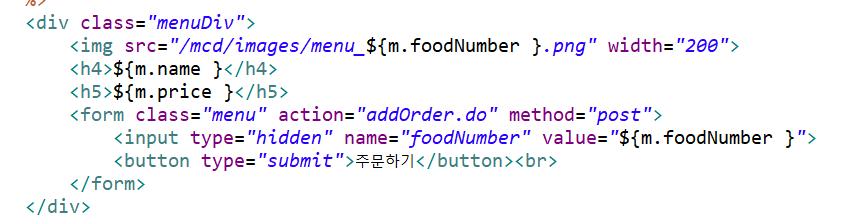 %>
<div class="menuDiv">
<img src="/mcd/images/menu_${m.foodNumber }.png" width="200">
<h4>${m.name }</h4>
<h5>${m.price }</h5>
<form class="menu" action="addOrder.do" method="post">
<input type="hidden" name="foodNumber" value="${m.foodNumber }">
<button type="submit">주문하기</button><br>
</form>
</div>